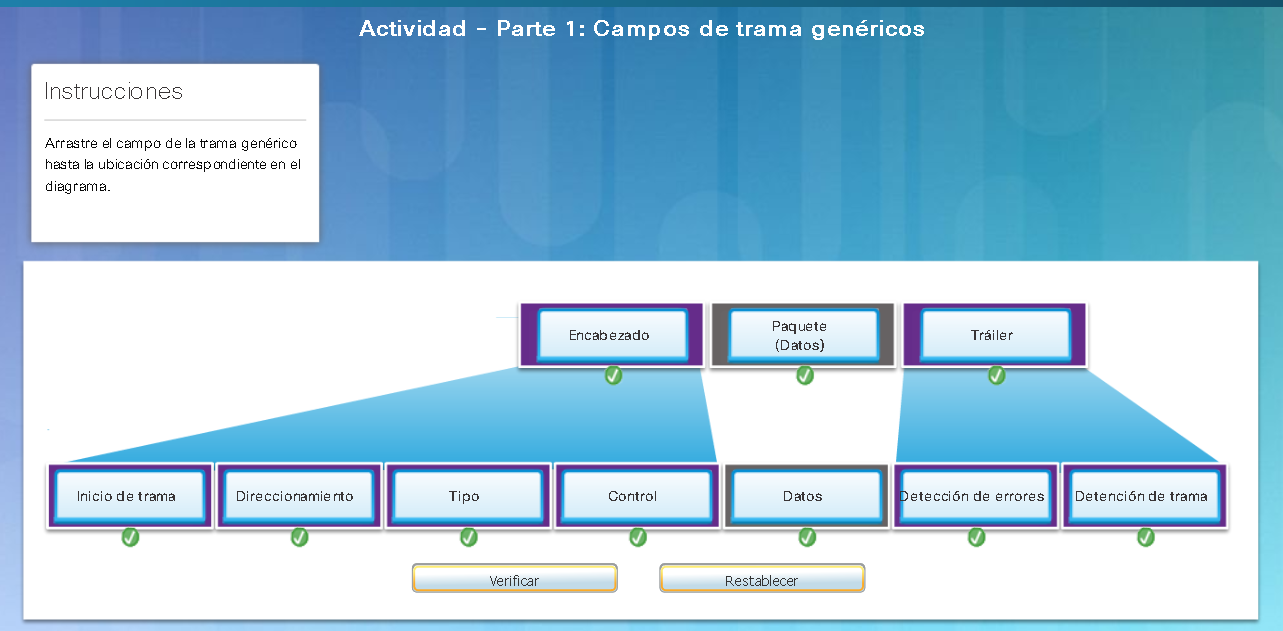 Actividad - Parte 1: Campos de trama genéricos
Instrucciones
Arrastre el campo de la trama genérico
hasta la ubicación correspondiente en el
diagrama.
Encabezado
Paquete
(Datos)
Tráiler
Inicio de trama
Direccionamiento
Tipo
Control
Datos
Detección de errores
Detención de trama
Verificar
Restablecer